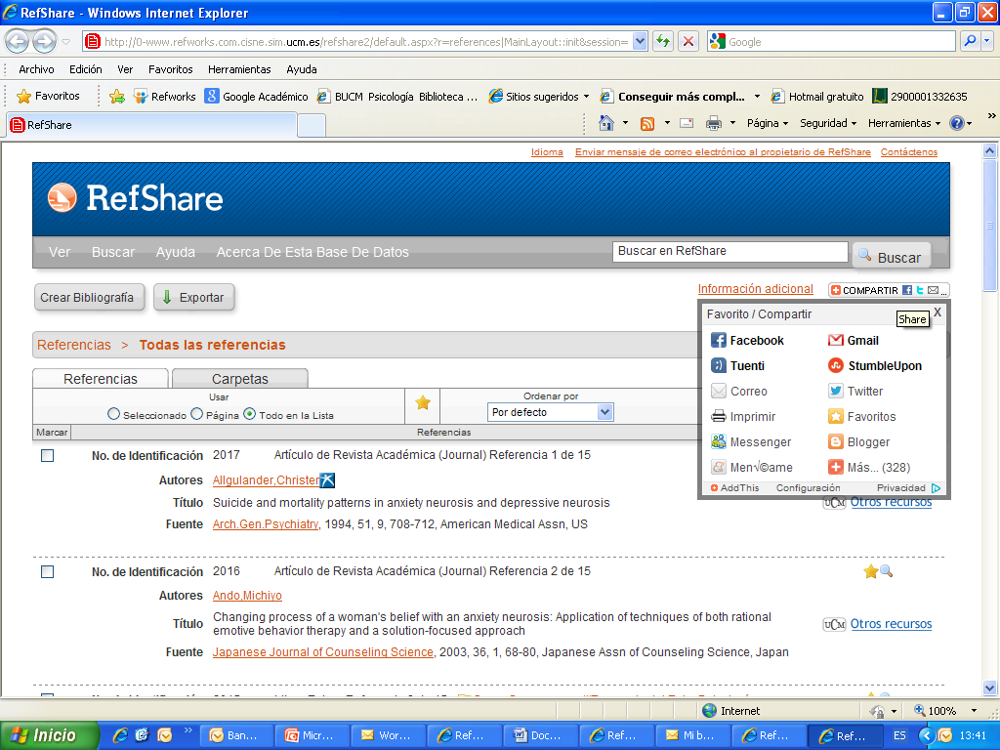 RefShare - Windows Internet Explorer
http://0-www.refworks.com.cisne.sim.ucm.es/refshare2/default.aspx?r=references|MainLayout::init&session=
Google
Archivo Edición Ver Favoritos Herramientas Ayuda
Favoritos Refworks Google Académico BUCM Psicología Biblioteca ... Sitios sugeridos Conseguir más compl... Hotmail gratuito 2900001332635
RefShare Página Seguridad Herramientas
Idioma Enviar mensaje de correo electrónico al propietario de RefShare Contáctenos
RefShare
Ver Buscar Ayuda Acerca De Esta Base De Datos Buscar en RefShare Buscar
Crear Bibliografía Exportar Información adicional COMPARTIR ...
Favorito / Compartir Share X
Facebook Gmail
Tuenti StumbleUpon
Correo Twitter
Imprimir Favoritos
Messenger Blogger
Men√©ame Más... (328)
AddThis Configuración Privacidad
Referencias > Todas las referencias
Referencias Carpetas
Usar
Seleccionado Página Todo en la Lista
Ordenar por
Por defecto
Marcar Referencias
No. de Identificación 2017 Artículo de Revista Académica (Journal) Referencia 1 de 15
Autores Allgulander,Christer
Título Suicide and mortality patterns in anxiety neurosis and depressive neurosis
UCM Otros recursos
Fuente Arch.Gen.Psychiatry, 1994, 51, 9, 708-712, American Medical Assn, US
No. de Identificación 2016 Artículo de Revista Académica (Journal) Referencia 2 de 15
Autores Ando,Michiyo
Título Changing process of a woman's belief with an anxiety neurosis: Application of techniques of both rational
emotive behavior therapy and a solution-focused approach
UCM Otros recursos
Fuente Japanese Journal of Counseling Science, 2003, 36, 1, 68-80, Japanese Assn of Counseling Science, Japan
Internet 100%
Inicio Ban... Micr... Wor... Ref... Doc... Ref... Mi b... Ref... Ref... ES 13:41